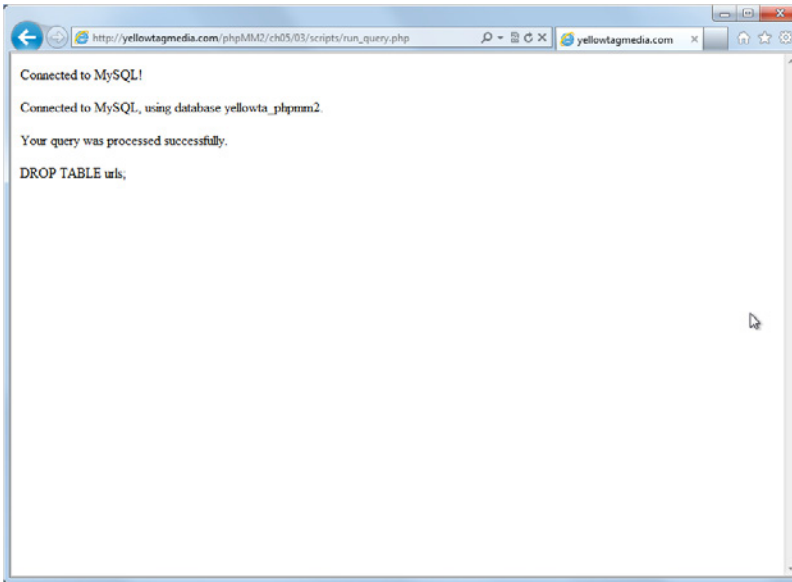 http://yellowtagmedia.com/phpMM2/ch05/03/scripts/run_query.php
yellowtagmedia.com
Connected to MySQL!
Connected to MySQL, using database yellowta_phpmm2.
Your query was processed successfully.
DROP TABLE urls;